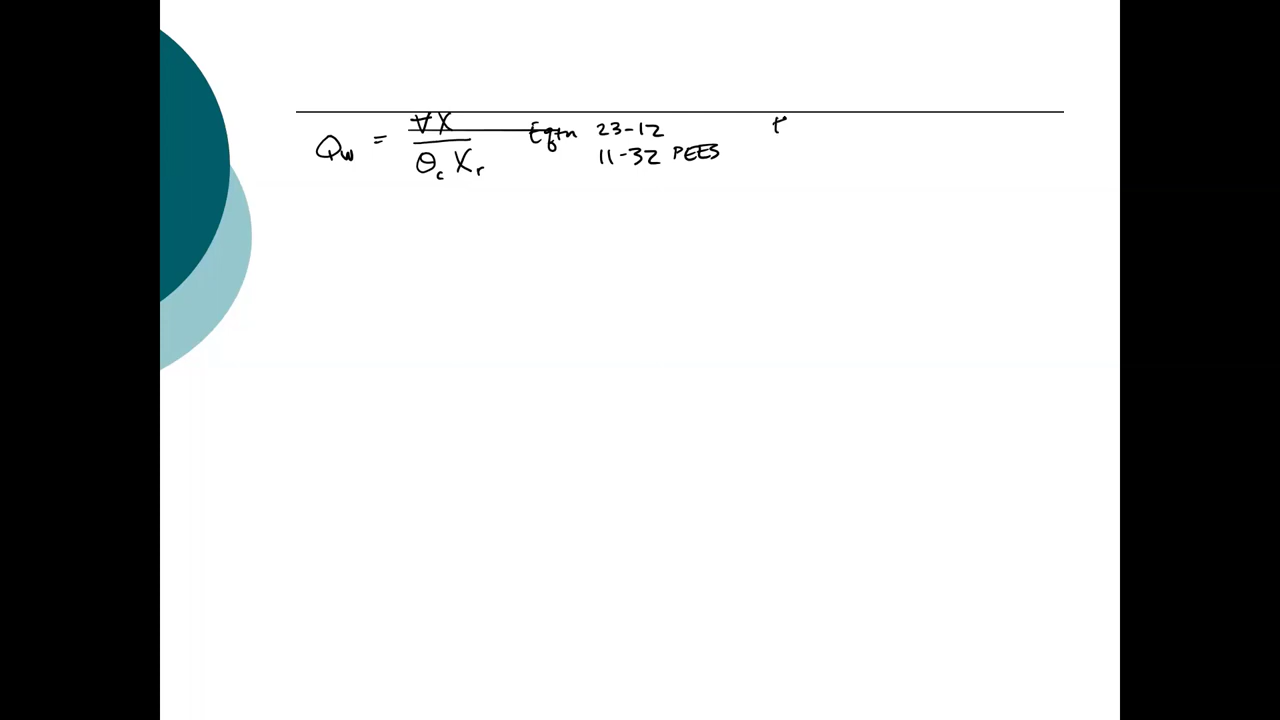 Qw = ∀X / θc Xr Eqtn 23-12
11-32 PEES